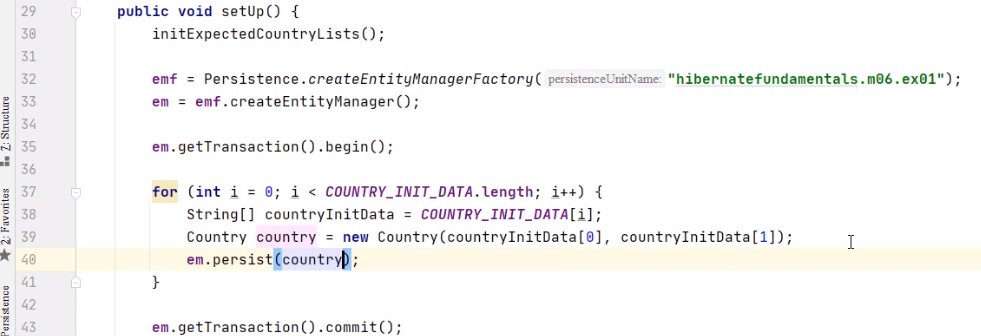 29 public void setUp() {
30 initExpectedCountryLists();
31
32 emf = Persistence.createEntityManagerFactory( persistenceUnitName: "hibernatefundamentals.m06.ex01");
33 em = emf.createEntityManager();
34
35 em.getTransaction().begin();
36
37 for (int i = 0; i < COUNTRY_INIT_DATA.length; i++) {
38 String[] countryInitData = COUNTRY_INIT_DATA[i];
39 Country country = new Country(countryInitData[0], countryInitData[1]);
40 em.persist(country);
41 }
42
43 em.getTransaction().commit();
7: Structure
2: Favorites
Persistence